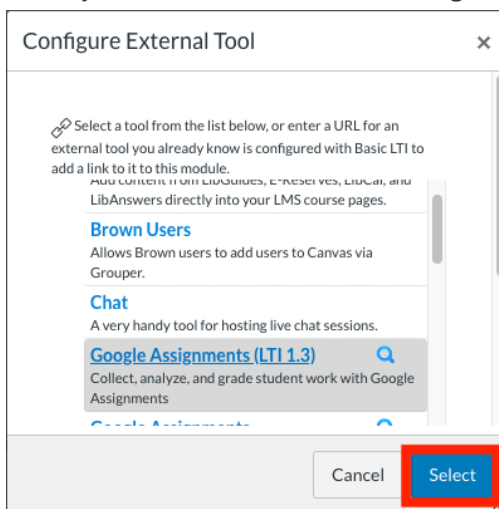 Configure External Tool ×
Select a tool from the list below, or enter a URL for an
external tool you already know is configured with Basic LTI to
add a link to it to this module.
Add content from LibGuides, E-Reserves, LibCal, and
LibAnswers directly into your LMS course pages.
Brown Users
Allows Brown users to add users to Canvas via
Grouper.
Chat
A very handy tool for hosting live chat sessions.
Google Assignments (LTI 1.3)
Collect, analyze, and grade student work with Google
Assignments
Google Assignments
Cancel Select